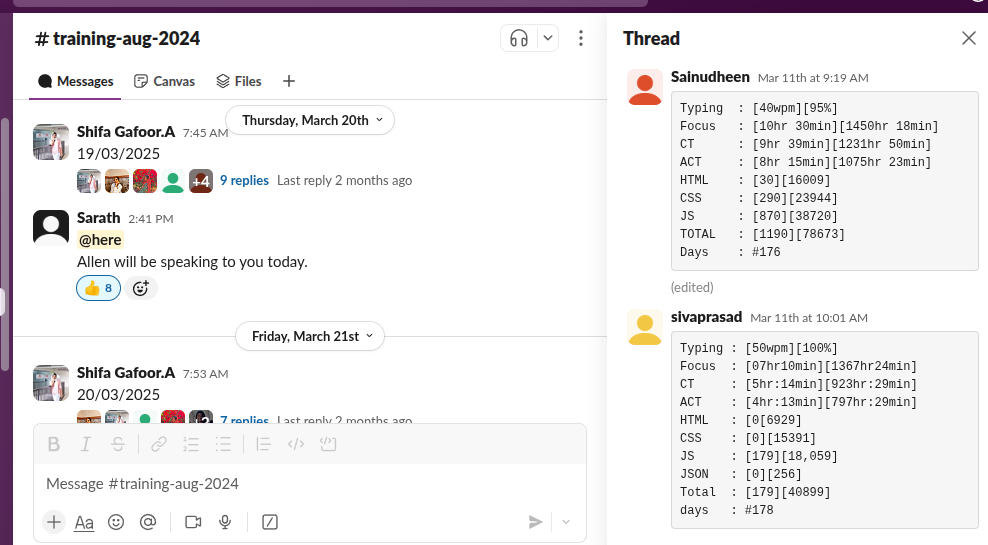 # training-aug-2024
Messages
Canvas
Files
Thursday, March 20th
Shifa Gafoor.A 7:45 AM
19/03/2025
+4 9 replies Last reply 2 months ago
Sarath 2:41 PM
@here
Allen will be speaking to you today.
8
Friday, March 21st
Shifa Gafoor.A 7:53 AM
20/03/2025
7 replies Last reply 2 months ago
B I S
Message #training-aug-2024
Aa
Thread
Sainudheen Mar 11th at 9:19 AM
Typing : [40wpm][95%]
Focus : [10hr 30min][1450hr 18min]
CT : [9hr 39min][1231hr 50min]
ACT : [8hr 15min][1075hr 23min]
HTML : [30][16009]
CSS : [290][23944]
JS : [870][38720]
TOTAL : [1190][78673]
Days : #176
(edited)
sivaprasad Mar 11th at 10:01 AM
Typing : [50wpm][100%]
Focus : [07hr10min][1367hr24min]
CT : [5hr:14min][923hr:29min]
ACT : [4hr:13min][797hr:29min]
HTML : [0[6929]
CSS : [0][15391]
JS : [179][18,059]
JSON : [0][256]
Total : [179][40899]
days : #178